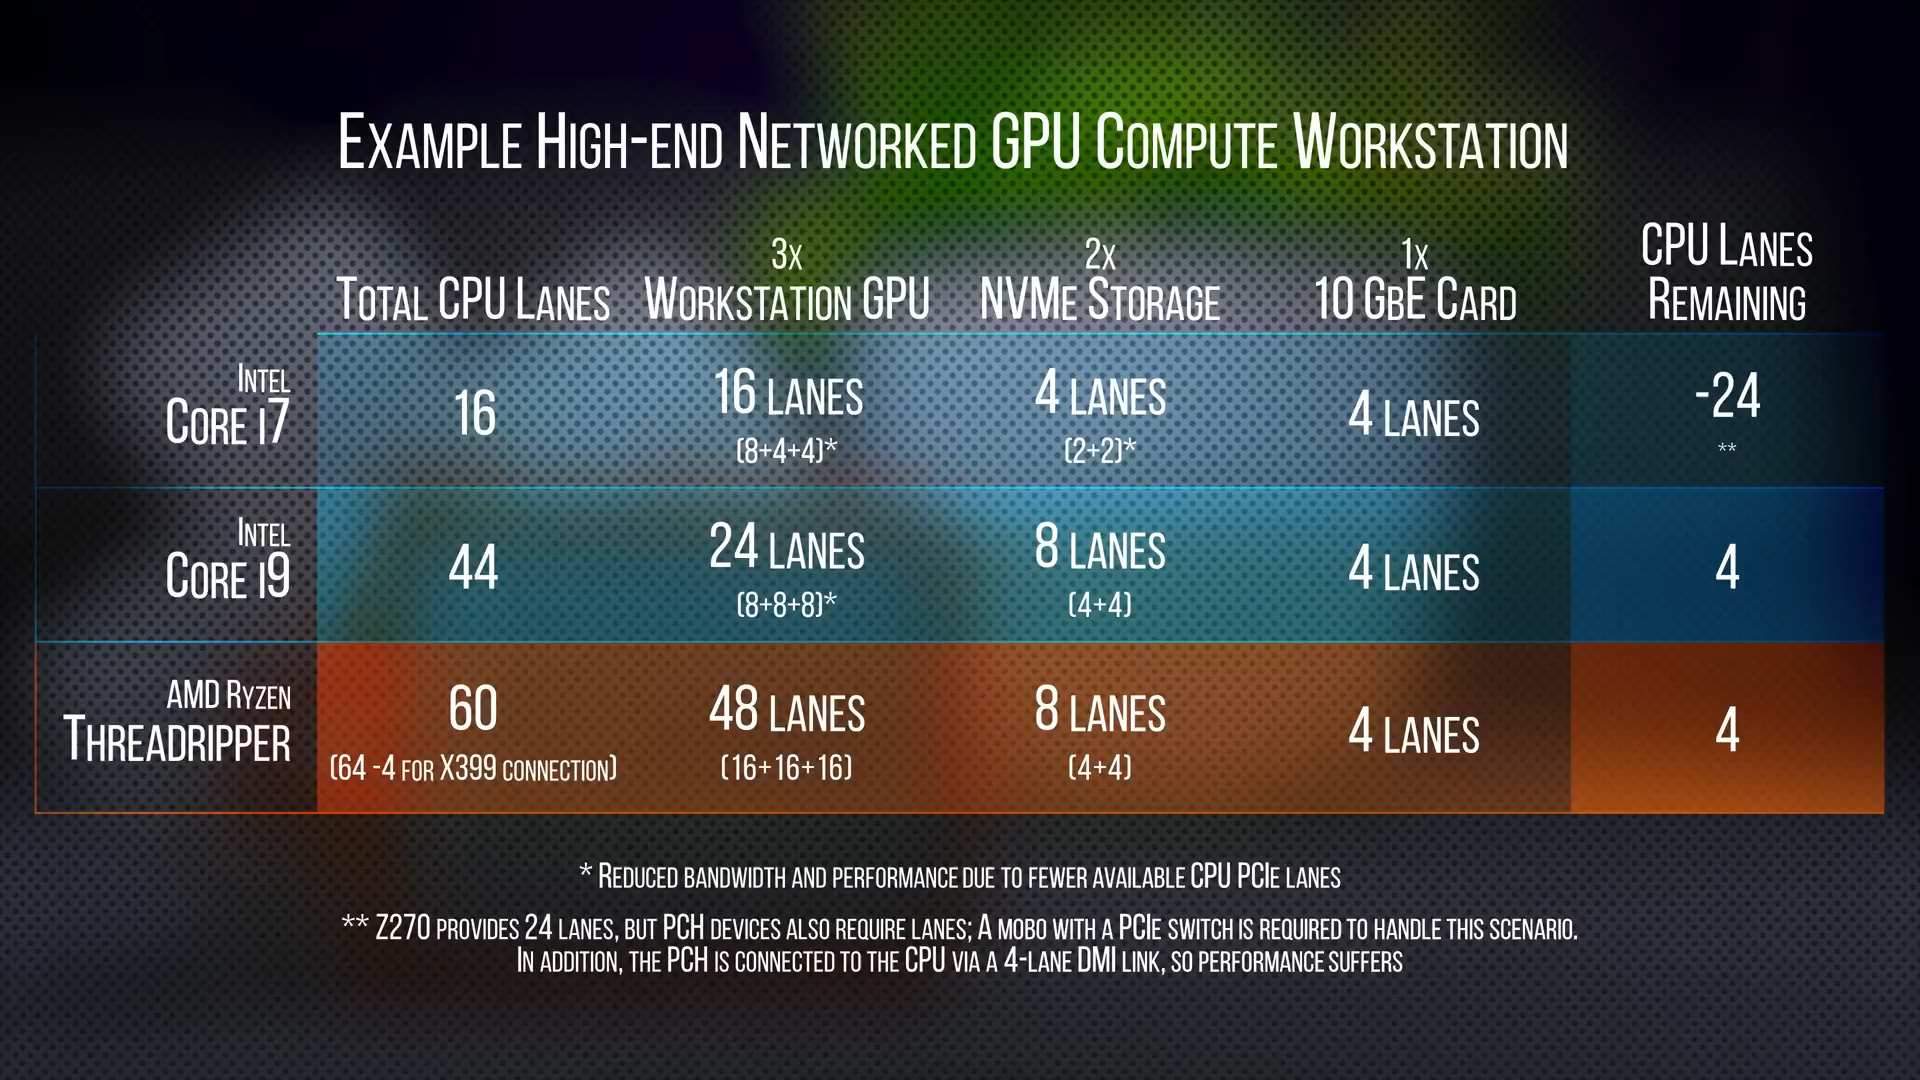 Example High-end Networked GPU Compute Workstation
Total CPU Lanes
3x
Workstation GPU
2x
NVMe Storage
1x
10 GbE Card
CPU Lanes
Remaining
Intel
Core i7
16
16 lanes
(8+4+4)*
4 lanes
(2+2)*
4 lanes
-24
**
Intel
Core i9
44
24 lanes
(8+8+8)*
8 lanes
(4+4)
4 lanes
4
AMD Ryzen
Threadripper
60
(64 -4 for X399 connection)
48 lanes
(16+16+16)
8 lanes
(4+4)
4 lanes
4
* Reduced bandwidth and performance due to fewer available CPU PCIe lanes
** Z270 provides 24 lanes, but PCH devices also require lanes; A mobo with a PCIe switch is required to handle this scenario.
In addition, the PCH is connected to the CPU via a 4-lane DMI link, so performance suffers